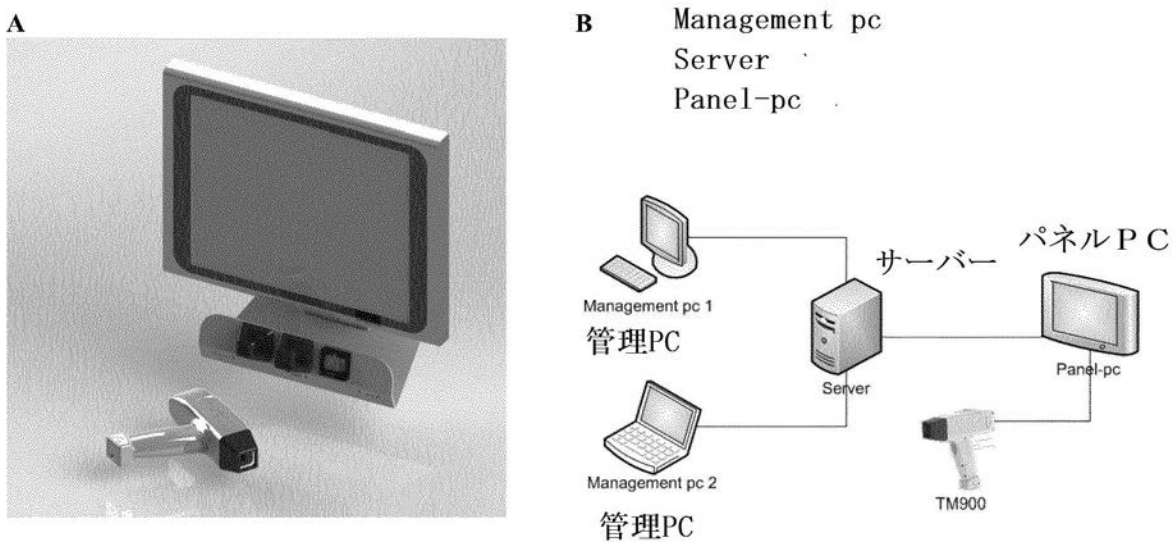 A
B
Management pc
Server
Panel-pc
パネルＰＣ
サーバー
Management pc 1
管理PC
Server
Panel-pc
Management pc 2
管理PC
TM900